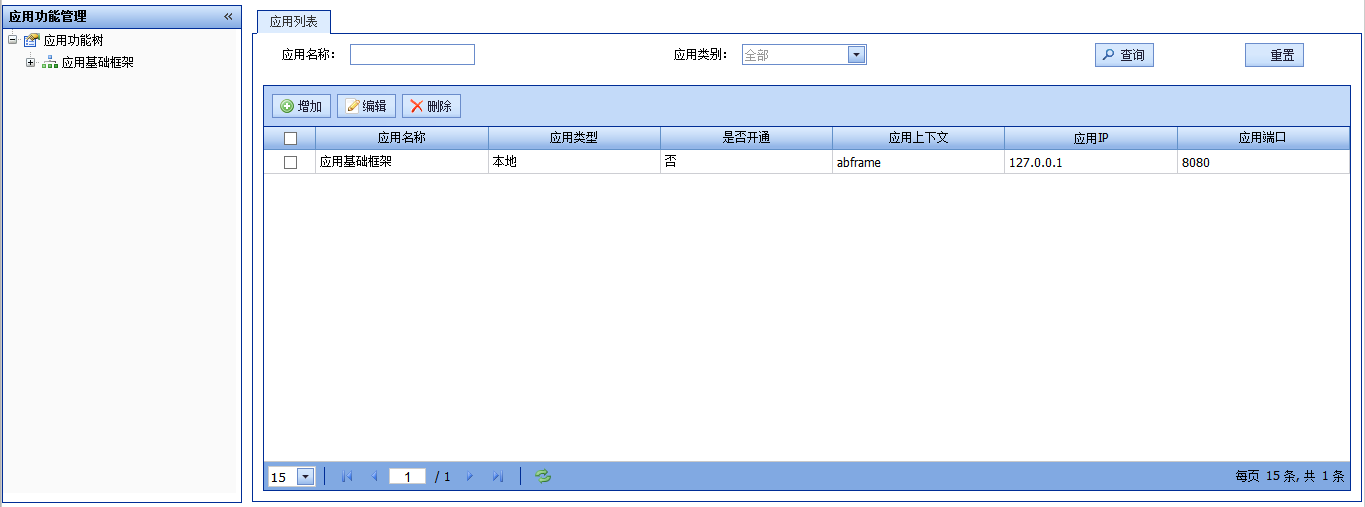 应用功能管理 «
应用功能树
应用基础框架
应用列表
应用名称: 应用类别: 全部 查询 重置
增加 编辑 删除
应用名称 应用类型 是否开通 应用上下文 应用IP 应用端口
应用基础框架 本地 否 abframe 127.0.0.1 8080
15 1 / 1 每页 15 条, 共 1 条